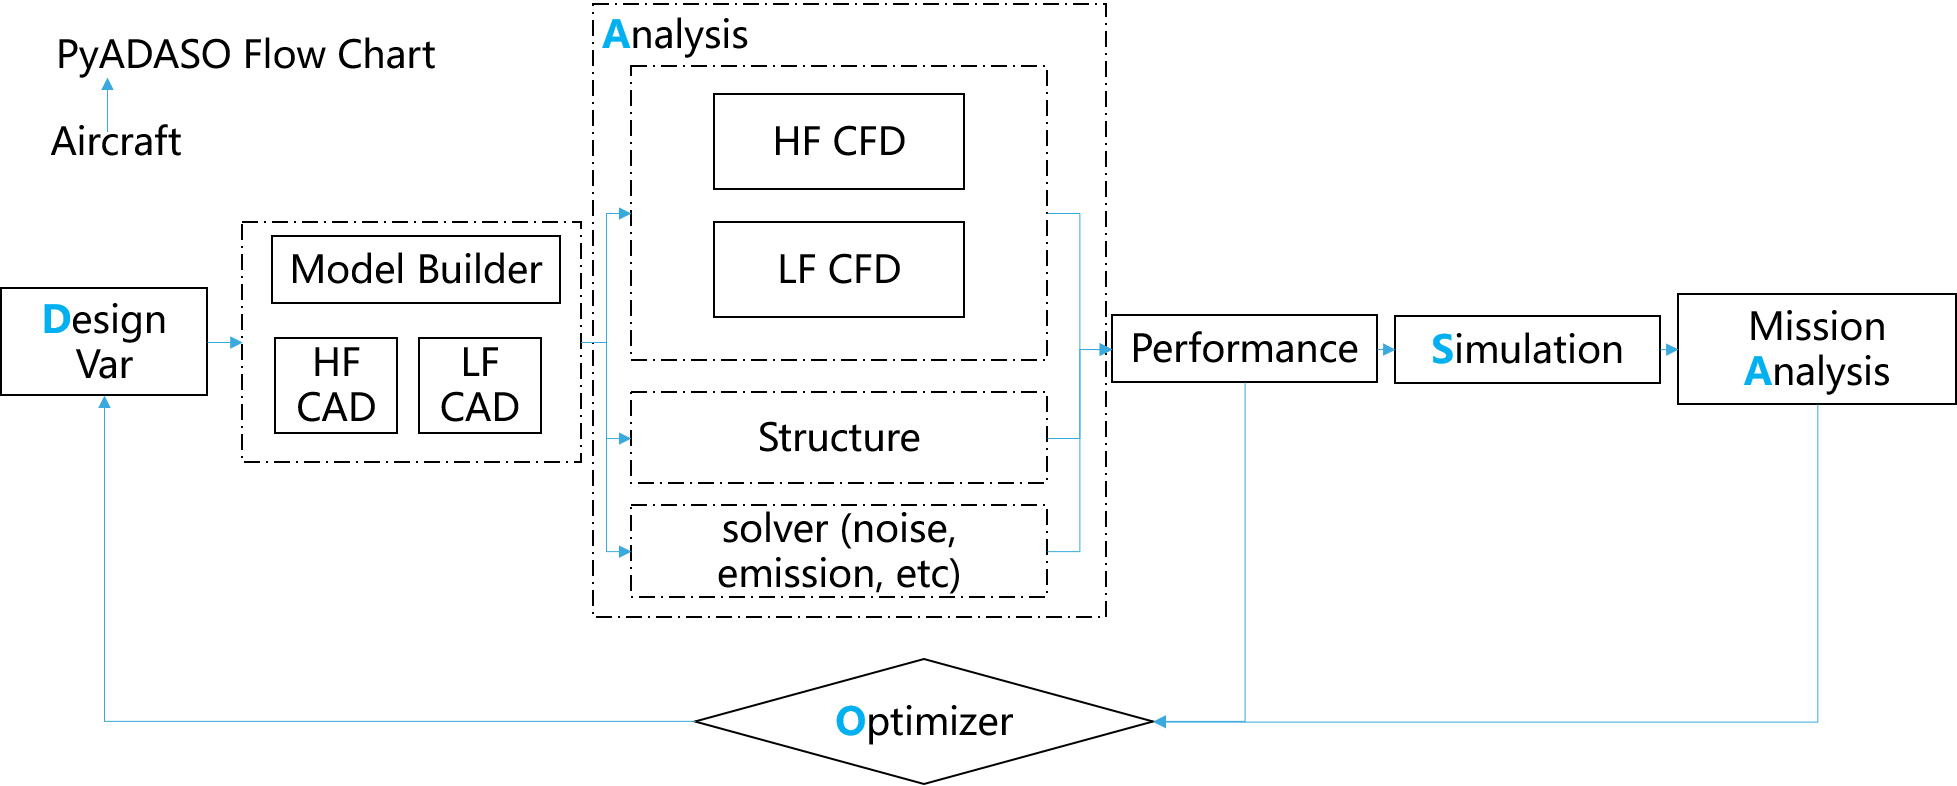 PyADASO Flow Chart
Aircraft
Analysis
HF CFD
LF CFD
Model Builder
HF
CAD
LF
CAD
Design
Var
Structure
solver (noise,
emission, etc)
Performance
Simulation
Mission
Analysis
Optimizer